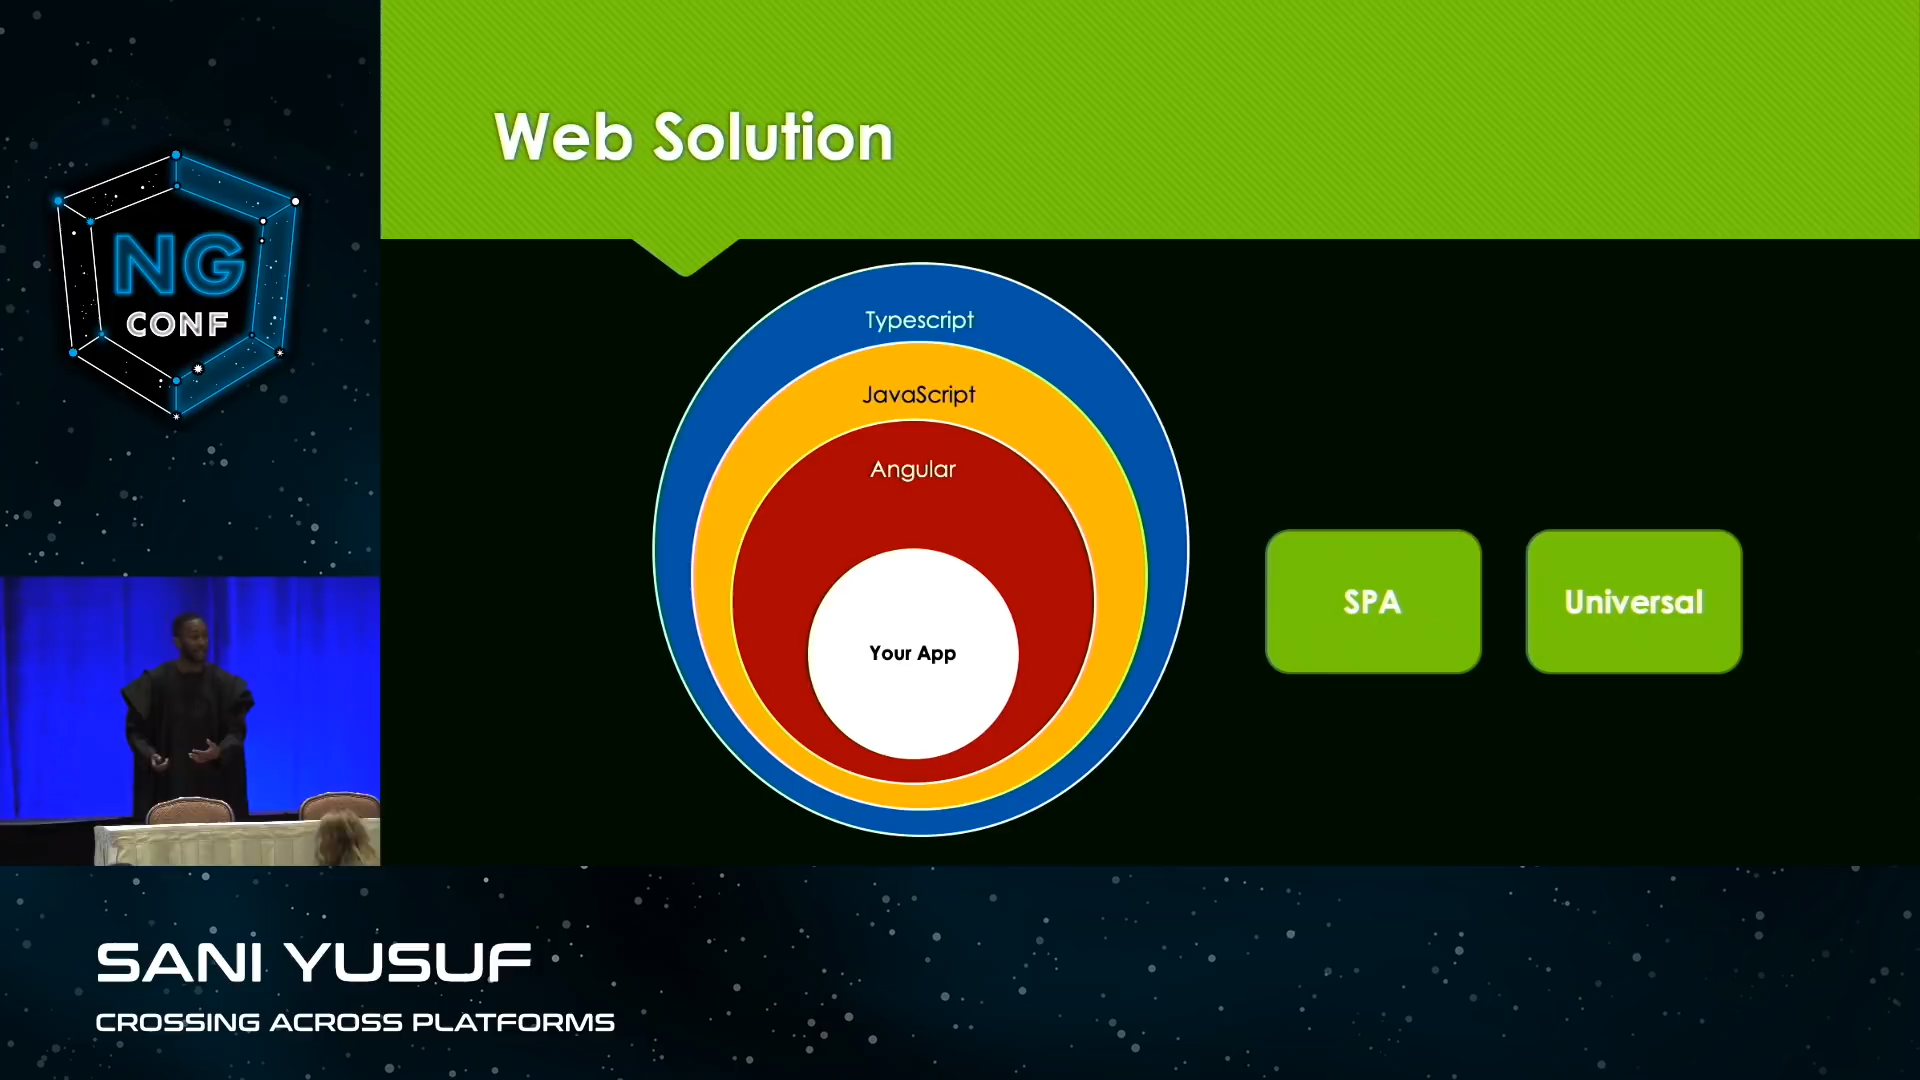 NG
CONF
Web Solution
Typescript
JavaScript
Angular
Your App
SPA
Universal
SANI YUSUF
CROSSING ACROSS PLATFORMS